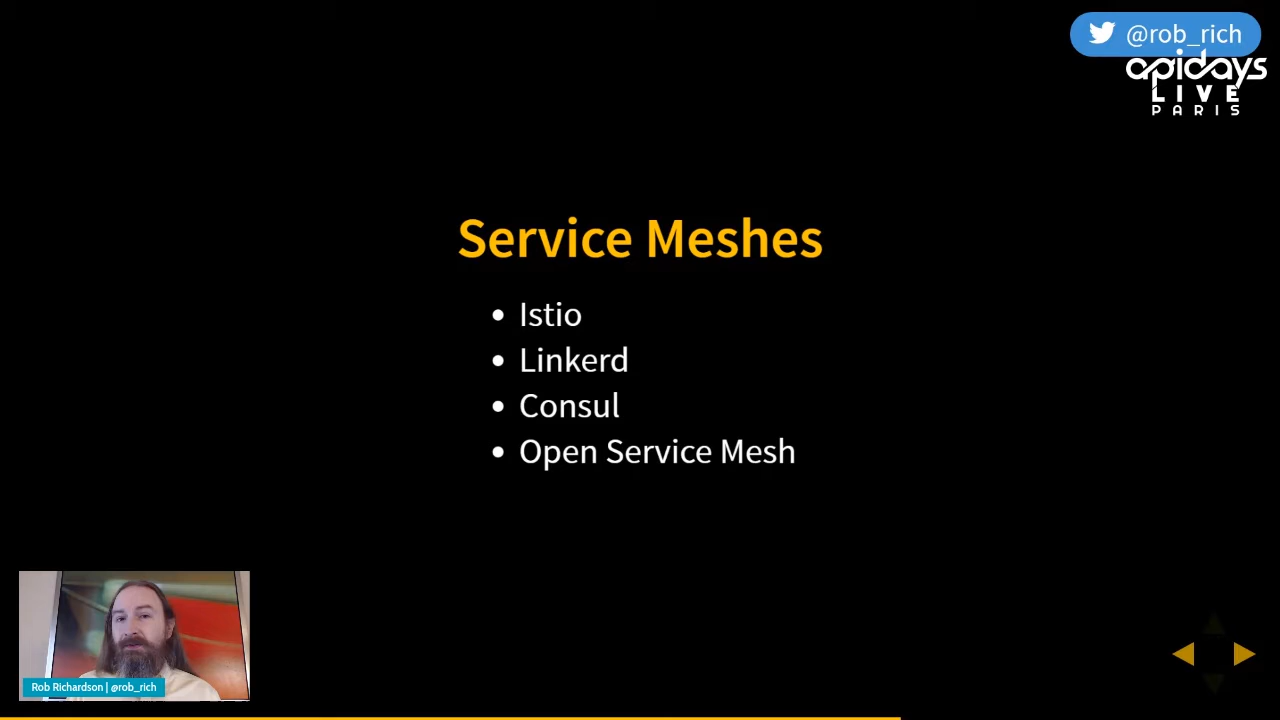 @rob_rich
apidays
LIVE
PARIS
Service Meshes
• Istio
• Linkerd
• Consul
• Open Service Mesh
Rob Richardson | @rob_rich